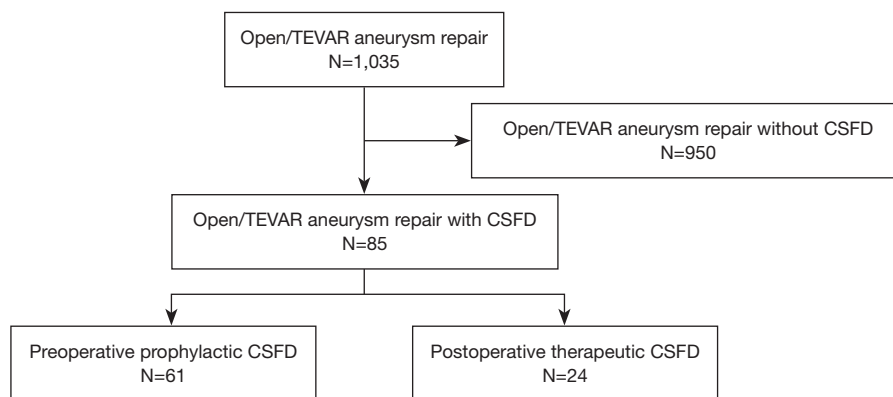 Open/TEVAR aneurysm repair
N=1,035
Open/TEVAR aneurysm repair without CSFD
N=950
Open/TEVAR aneurysm repair with CSFD
N=85
Preoperative prophylactic CSFD
N=61
Postoperative therapeutic CSFD
N=24